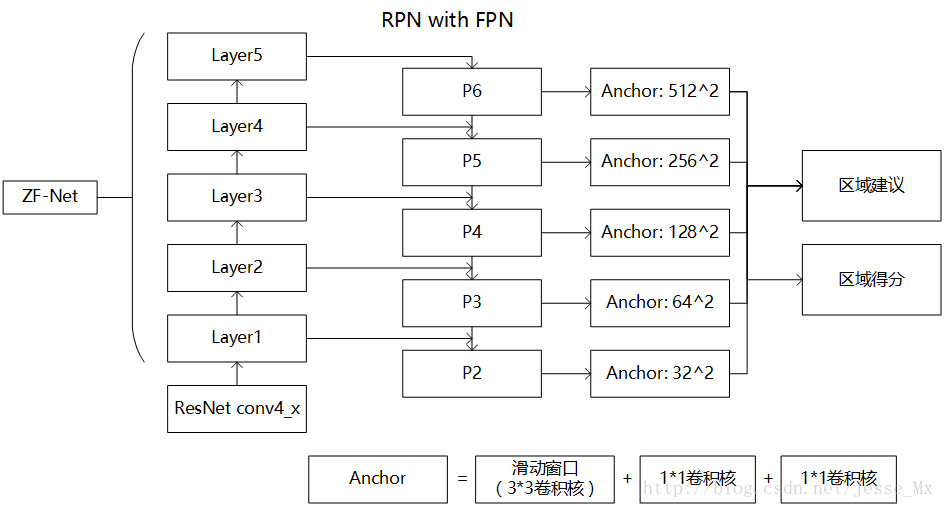 RPN with FPN
Layer5
P6
Anchor: 512^2
Layer4
P5
Anchor: 256^2
区域建议
ZF-Net
Layer3
P4
Anchor: 128^2
Layer2
P3
Anchor: 64^2
区域得分
Layer1
P2
Anchor: 32^2
ResNet conv4_x
Anchor
=
滑动窗口
（3*3卷积核）
+
1*1卷积核
+
1*1卷积核
http://blog.csdn.net/Jesse_Mx